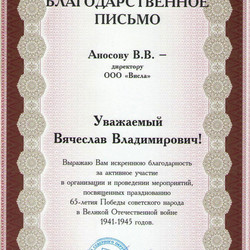 БЛАГОДАРСТВЕННОЕ
ПИСЬМО
Аносову В.В. –
директору
ООО «Висла»
Уважаемый
Вячеслав Владимирович!
Выражаю Вам искреннюю благодарность
за активное участие
в организации и проведении мероприятий,
посвященных празднованию
65-летия Победы советского народа
в Великой Отечественной войне
1941-1945 годов.